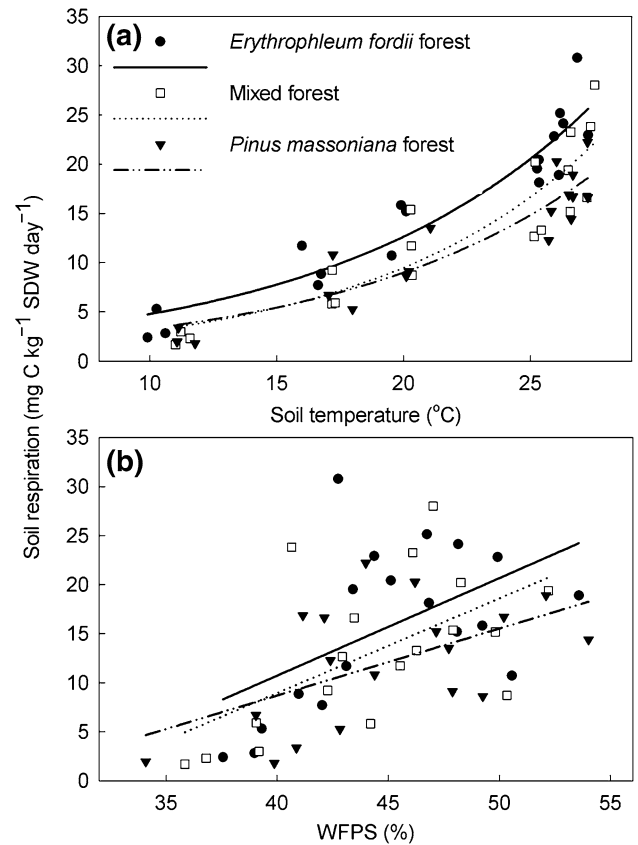 35
30
25
20
15
10
5
0
(a)
Erythrophleum fordii forest
Mixed forest
Pinus massoniana forest
10 15 20 25
Soil temperature (°C)
Soil respiration (mg C kg⁻¹ SDW day⁻¹)
35
30
25
20
15
10
5
0
(b)
35 40 45 50 55
WFPS (%)